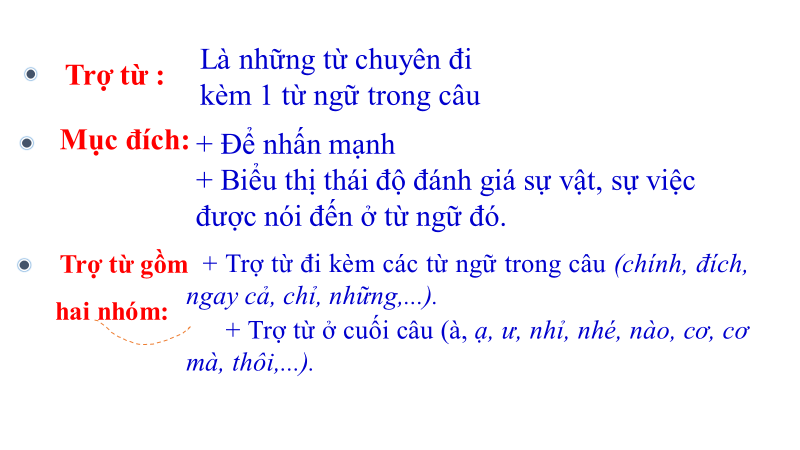 Trợ từ :
Là những từ chuyên đi
kèm 1 từ ngữ trong câu
Mục đích:
+ Để nhấn mạnh
+ Biểu thị thái độ đánh giá sự vật, sự việc
được nói đến ở từ ngữ đó.
Trợ từ gồm
hai nhóm:
+ Trợ từ đi kèm các từ ngữ trong câu (chính, đích,
ngay cả, chỉ, những,...).
+ Trợ từ ở cuối câu (à, ạ, ư, nhỉ, nhé, nào, cơ, cơ
mà, thôi,...).